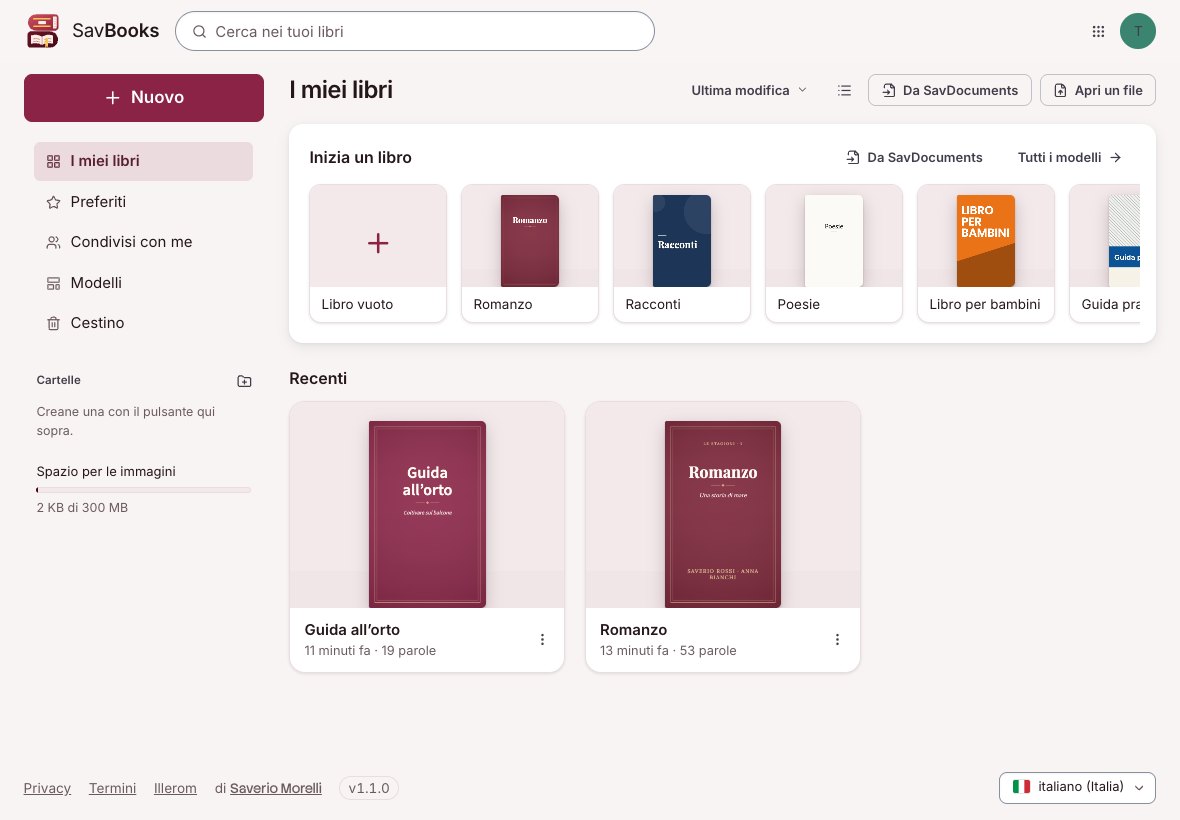 SavBooks
Cerca nei tuoi libri
T
Nuovo
I miei libri
Ultima modifica
Da SavDocuments
Apri un file
I miei libri
Preferiti
Condivisi con me
Modelli
Cestino
Cartelle
Creane una con il pulsante qui
sopra.
Spazio per le immagini
2 KB di 300 MB
Inizia un libro
Da SavDocuments
Tutti i modelli
Romanzo
Racconti
Poesie
LIBRO
PER
BAMBINI
Guida p
Libro vuoto
Romanzo
Racconti
Poesie
Libro per bambini
Guida pra
Recenti
Guida
all'orto
Coltivare sul balcone
LE STAGIONI · 1
Romanzo
Una storia di mare
SAVERIO ROSSI · ANNA
BIANCHI
Guida all'orto
11 minuti fa · 19 parole
Romanzo
13 minuti fa · 53 parole
Privacy
Termini
Illerom
di Saverio Morelli
v1.1.0
italiano (Italia)